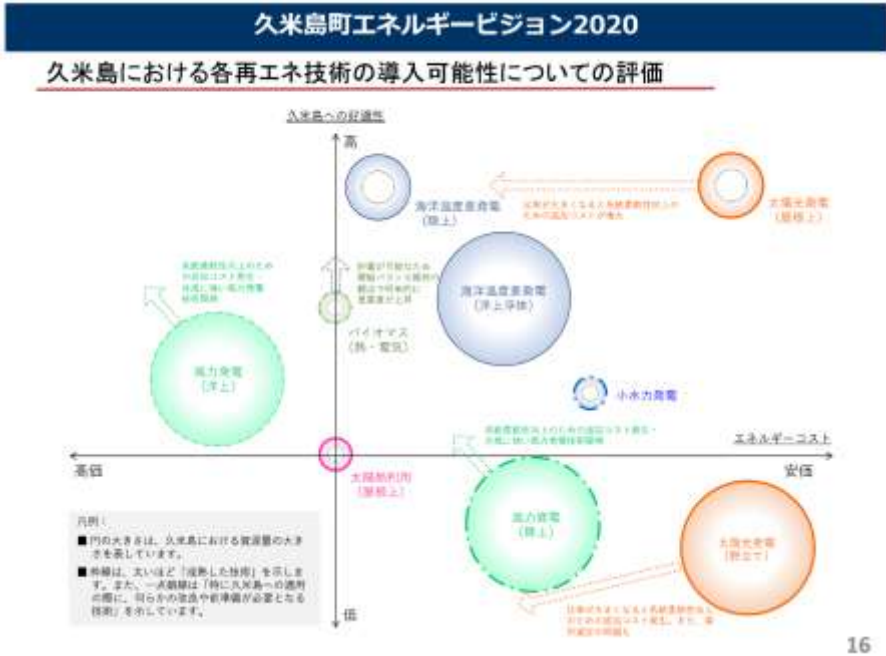 久米島町エネルギービジョン2020
久米島における各再エネ技術の導入可能性についての評価
久米島への好適性
高
海洋温度差発電
(陸上)
太陽光発電
(屋根上)
海洋温度差発電
(洋上浮体)
バイオマス
(熱・電気)
風力発電
(洋上)
小水力発電
エネルギーコスト
高価
安価
太陽熱利用
(屋根上)
風力発電
(陸上)
太陽光発電
(野立て)
低
凡例:
■円の大きさは、久米島における資源量の大き
さを表しています。
■枠線は、太いほど「成熟した技術」を示しま
す。また、一点鎖線は「特に久米島への適用
の際に、何らかの改良や前準備が必要となる
技術」を示しています。
16